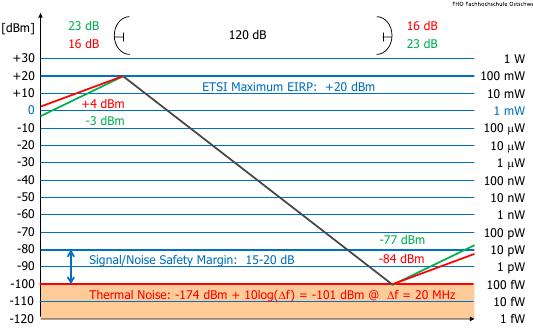 FHO Fachhochschule Ostschwe
[dBm]
23 dB
16 dB
120 dB
16 dB
23 dB
+30
1 W
+20
100 mW
ETSI Maximum EIRP: +20 dBm
+10
10 mW
+4 dBm
0
1 mW
-3 dBm
-10
100 µW
-20
10 µW
-30
1 µW
-40
100 nW
-50
10 nW
-60
1 nW
-70
100 pW
-77 dBm
-80
10 pW
Signal/Noise Safety Margin: 15-20 dB
-84 dBm
-90
1 pW
-100
100 fW
Thermal Noise: -174 dBm + 10log(Δf) = -101 dBm @ Δf = 20 MHz
-110
10 fW
-120
1 fW